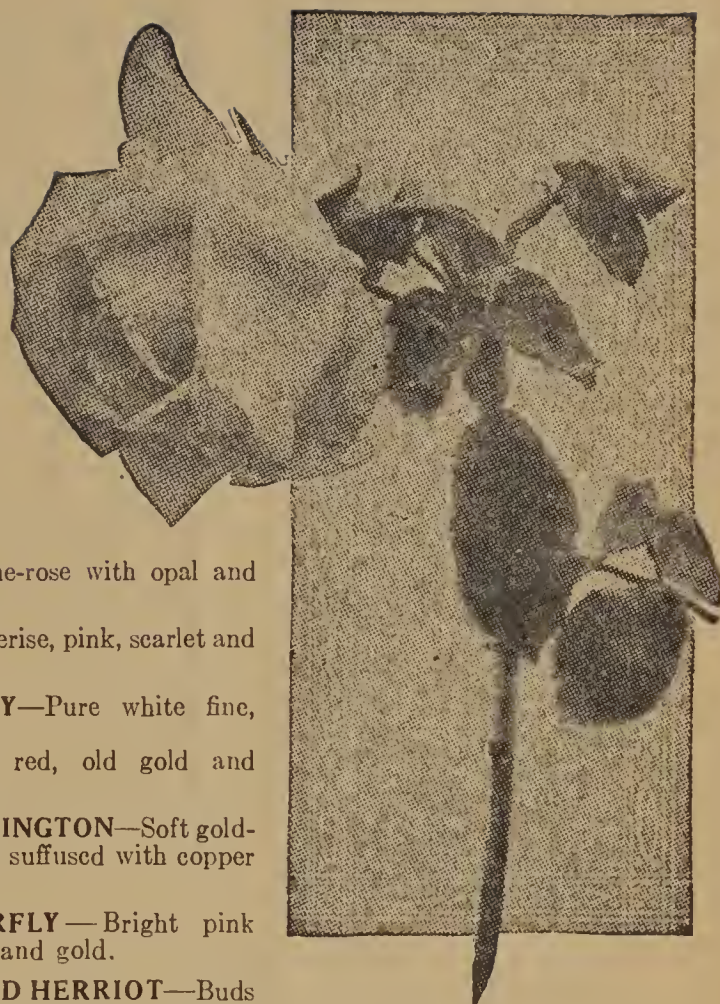 ne-rose with opal and
erise, pink, scarlet and
Y—Pure white fine,
red, old gold and
INGTON—Soft gold-
suffused with copper
RFLY—Bright pink
and gold.
D HERRIOT—Buds